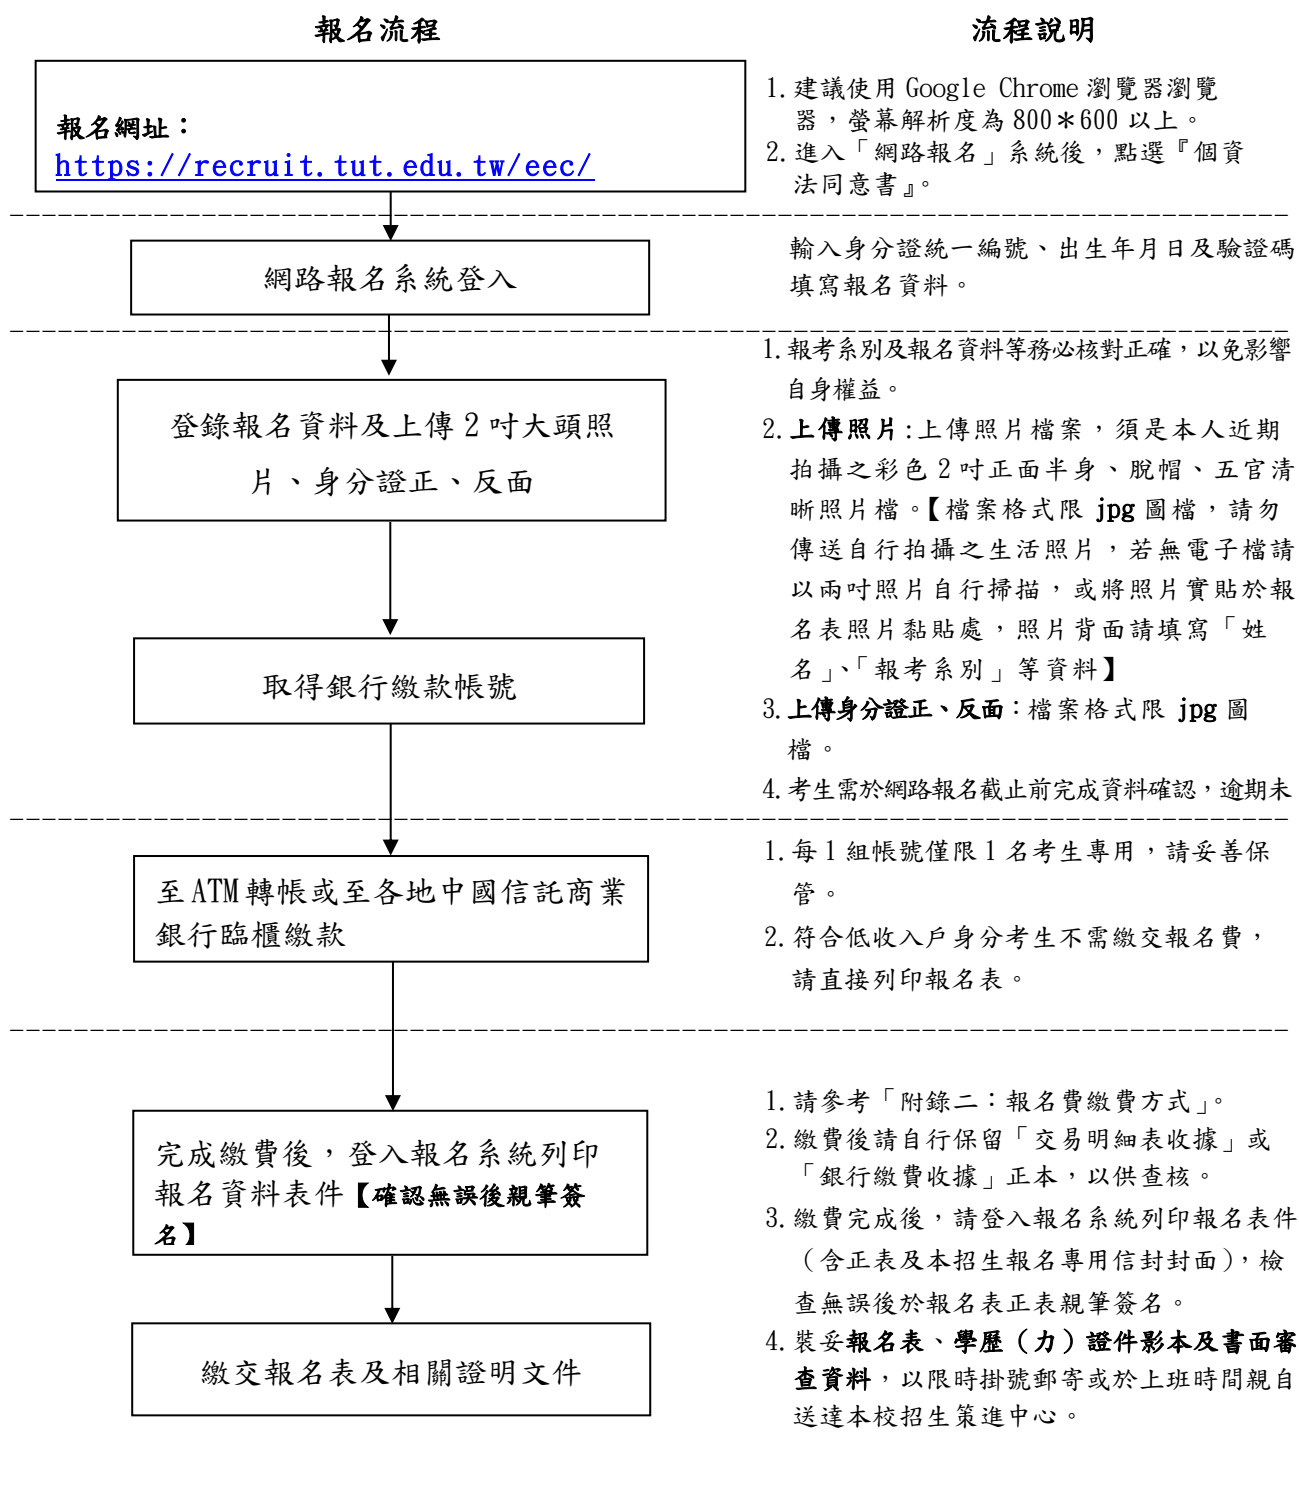 報名流程
流程說明
報名網址：
https://recruit.tut.edu.tw/eec/
1.建議使用 Google Chrome 瀏覽器瀏覽
器，螢幕解析度為 800＊600 以上。
2.進入「網路報名」系統後，點選『個資
法同意書』。
網路報名系統登入
輸入身分證統一編號、出生年月日及驗證碼
填寫報名資料。
登錄報名資料及上傳 2 吋大頭照
片、身分證正、反面
取得銀行繳款帳號
1.報考系別及報名資料等務必核對正確，以免影響
自身權益。
2.上傳照片:上傳照片檔案，須是本人近期
拍攝之彩色 2 吋正面半身、脫帽、五官清
晰照片檔。【檔案格式限 jpg 圖檔，請勿
傳送自行拍攝之生活照片，若無電子檔請
以兩吋照片自行掃描，或將照片實貼於報
名表照片黏貼處，照片背面請填寫「姓
名」、「報考系別」等資料】
3.上傳身分證正、反面：檔案格式限 jpg 圖
檔。
4.考生需於網路報名截止前完成資料確認，逾期未
至 ATM 轉帳或至各地中國信託商業
銀行臨櫃繳款
1.每 1 組帳號僅限 1 名考生專用，請妥善保
管。
2.符合低收入戶身分考生不需繳交報名費，
請直接列印報名表。
完成繳費後，登入報名系統列印
報名資料表件【確認無誤後親筆簽
名】
繳交報名表及相關證明文件
1.請參考「附錄二：報名費繳費方式」。
2.繳費後請自行保留「交易明細表收據」或
「銀行繳費收據」正本，以供查核。
3.繳費完成後，請登入報名系統列印報名表件
（含正表及本招生報名專用信封封面），檢
查無誤後於報名表正表親筆簽名。
4.裝妥報名表、學歷（力）證件影本及書面審
查資料，以限時掛號郵寄或於上班時間親自
送達本校招生策進中心。